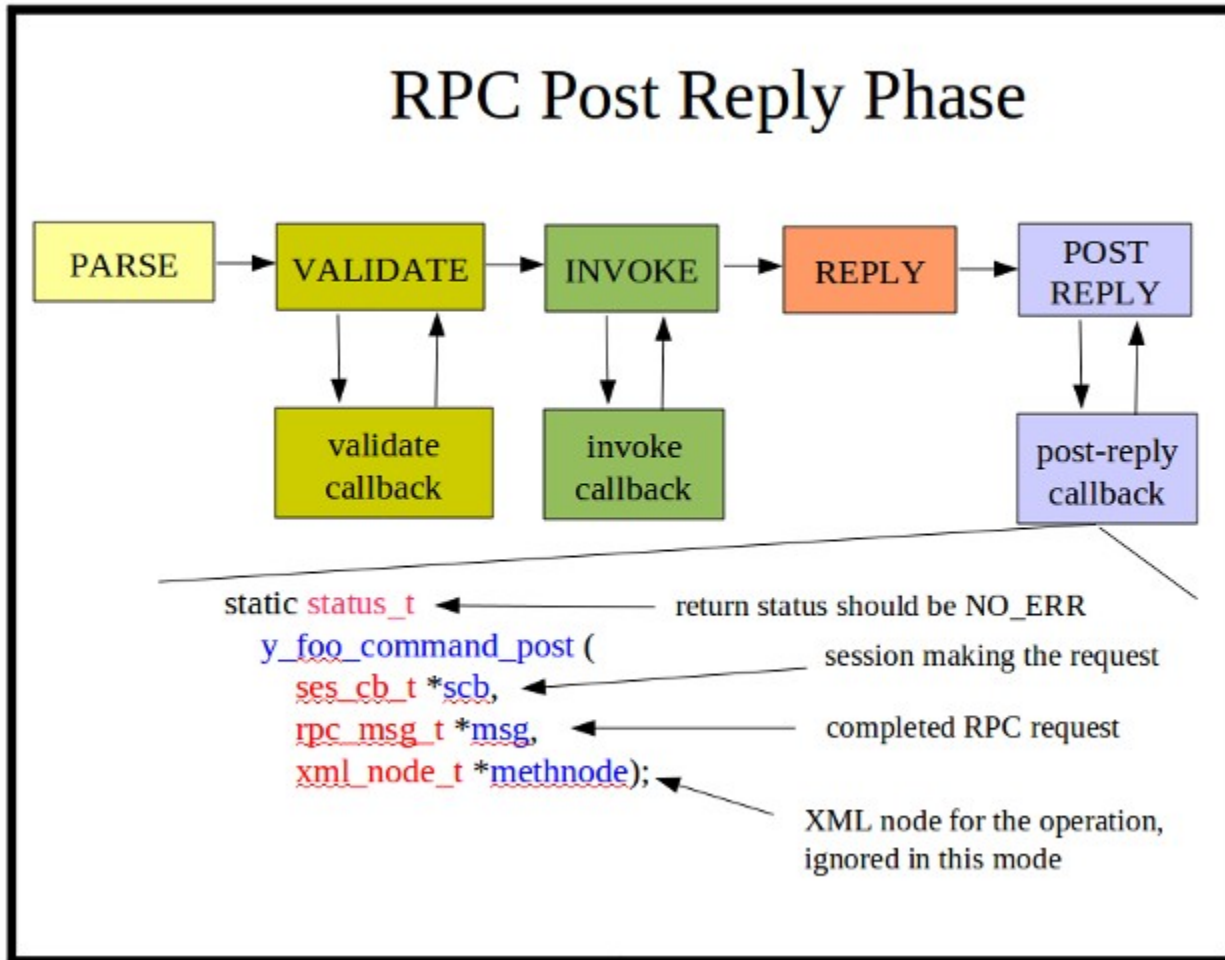 RPC Post Reply Phase
PARSE
VALIDATE
INVOKE
REPLY
POST
REPLY
validate
callback
invoke
callback
post-reply
callback
static status_t
return status should be NO_ERR
y_foo_command_post (
session making the request
ses_cb_t *scb,
rpc_msg_t *msg,
completed RPC request
xml_node_t *methnode);
XML node for the operation,
ignored in this mode